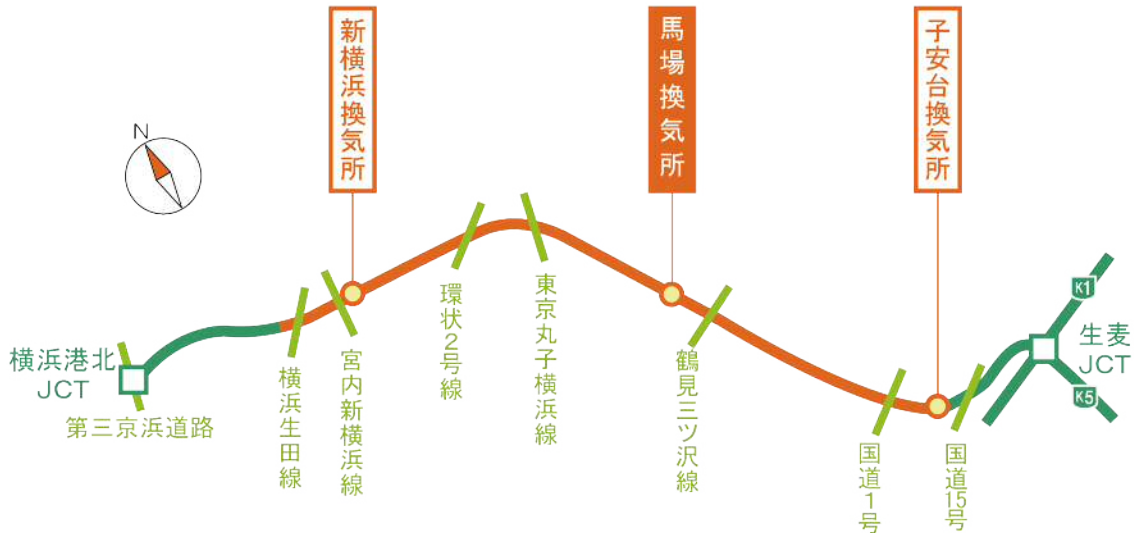 新横浜換気所
馬場換気所
子安台換気所
N
横浜港北
JCT
第三京浜道路
横浜生田線
宮内新横浜線
環状2号線
東京丸子横浜線
鶴見三ツ沢線
国道1号
国道15号
K1
生麦
JCT
K5